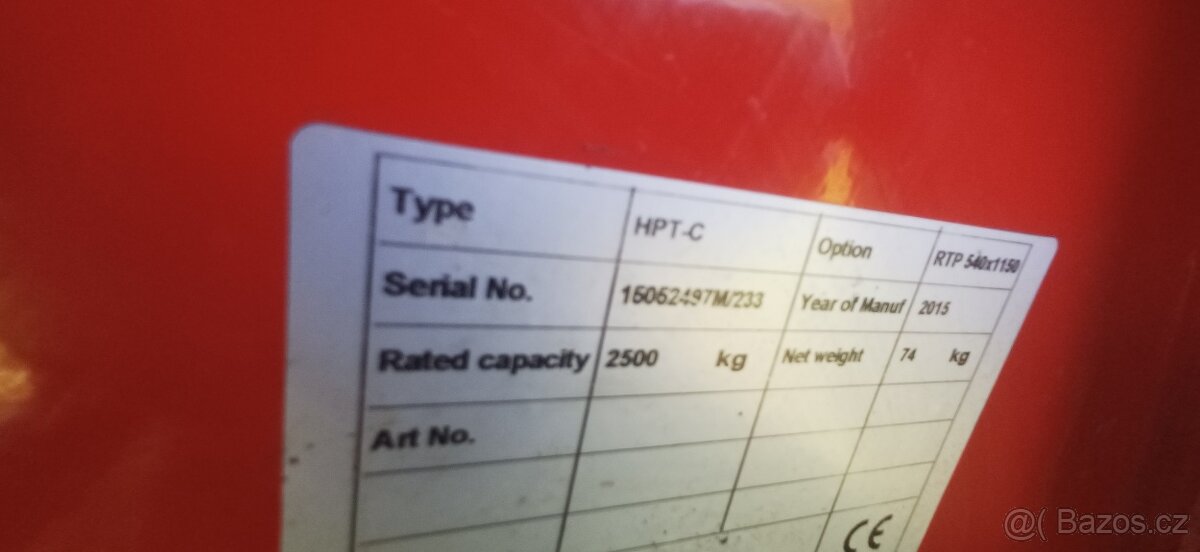 Type HPT-C Option RTP 540x1150
Serial No. 15052497M/233 Year of Manuf 2015
Rated capacity 2500 kg Net weight 74 kg
Art No.
CE
@( Bazos.cz